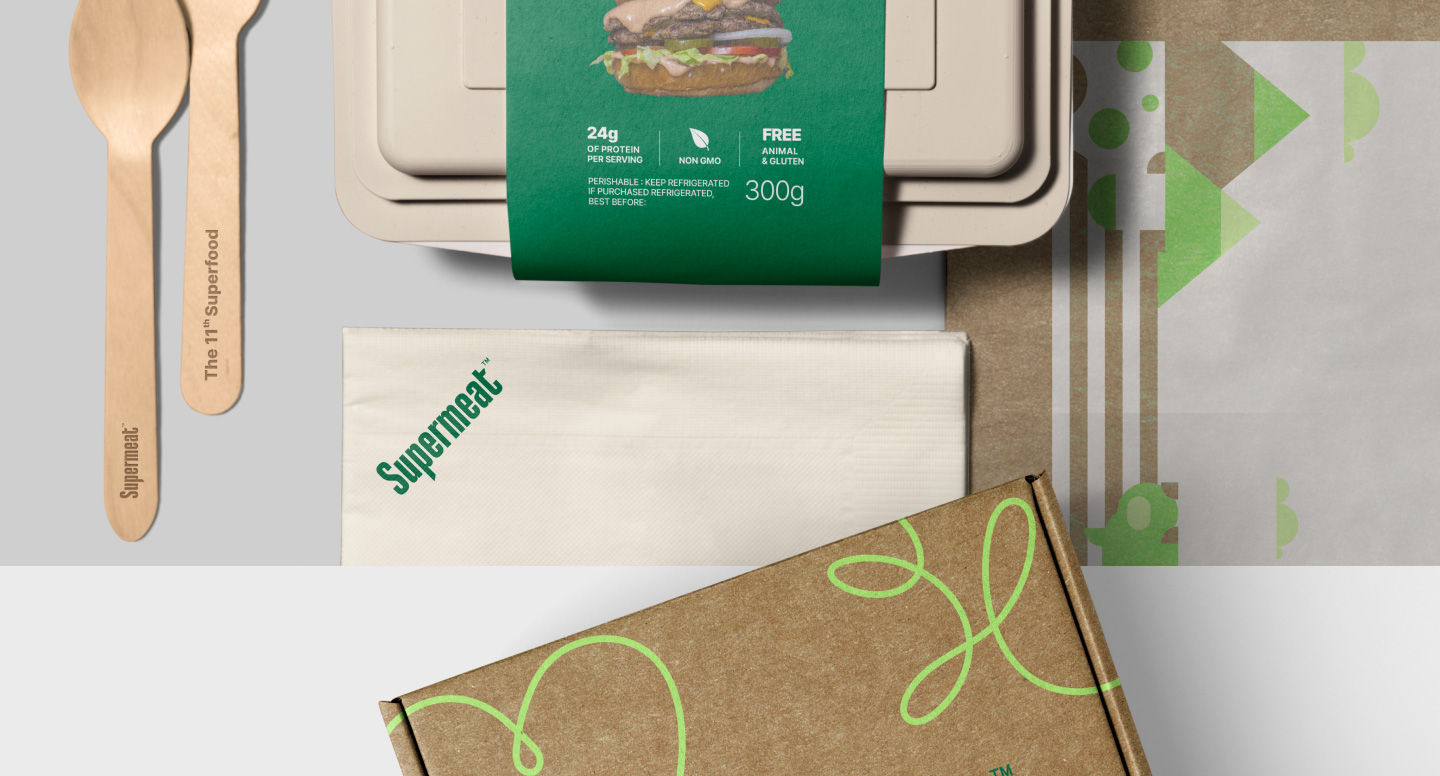 24g
OF PROTEIN
PER SERVING
NON GMO
FREE
ANIMAL
& GLUTEN
PERISHABLE : KEEP REFRIGERATED
IF PURCHASED REFRIGERATED,
BEST BEFORE:
300g
The 11th Superfood
Supermeat™
Supermeat™
TM